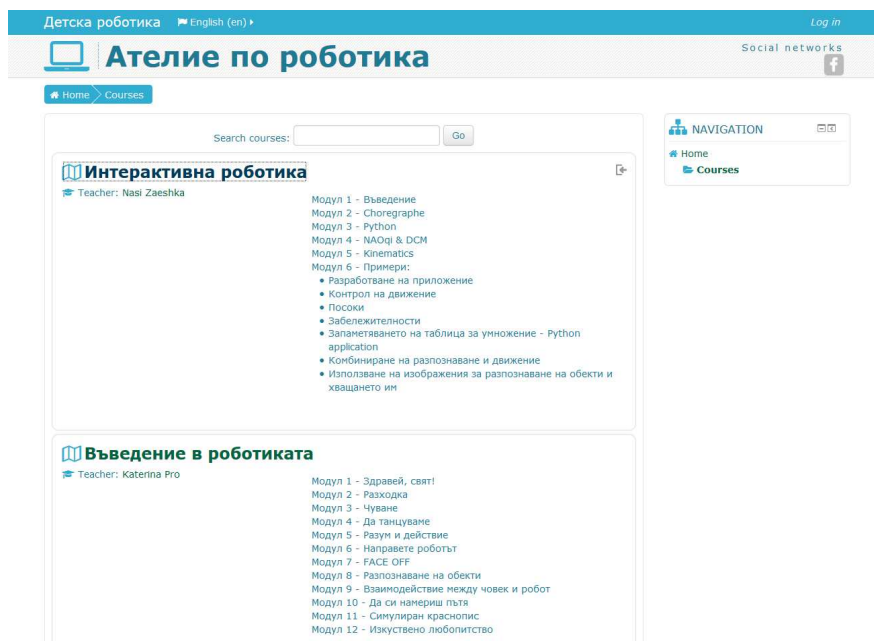 Детска роботика English (en) Log in
Ателие по роботика
Social networks
Home Courses
Search courses: Go
Интерактивна роботика
Teacher: Nasi Zaeshka
Модул 1 - Въведение
Модул 2 - Choregraphe
Модул 3 - Python
Модул 4 - NAOqi & DCM
Модул 5 - Kinematics
Модул 6 - Примери:
• Разработване на приложение
• Контрол на движение
• Посоки
• Забележителности
• Запаметяването на таблица за умножение - Python
application
• Комбиниране на разпознаване и движение
• Използване на изображения за разпознаване на обекти и
хващането им
Въведение в роботиката
Teacher: Katerina Pro
Модул 1 - Здравей, свят!
Модул 2 - Разходка
Модул 3 - Чуване
Модул 4 - Да танцуваме
Модул 5 - Разум и действие
Модул 6 - Направете роботът
Модул 7 - FACE OFF
Модул 8 - Разпознаване на обекти
Модул 9 - Взаимодействие между човек и робот
Модул 10 - Да си намериш пътя
Модул 11 - Симулиран краснопис
Модул 12 - Изкуствено любопитство
NAVIGATION
Home
Courses